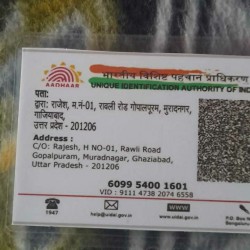 भारतीय विशिष्ट पहचान प्राधिकरण
AADHAAR
UNIQUE IDENTIFICATION AUTHORITY OF IND
पता:
द्वारा: राजेश, म.नं-01, रावली रोड गोपालपुरम, मुरादनगर,
गाजियाबाद,
उत्तर प्रदेश - 201206
Address :
C/O: Rajesh, H NO-01, Rawli Road
Gopalpuram, Muradnagar, Ghaziabad,
Uttar Pradesh - 201206
6099 5400 1601
VID : 9111 4738 2074 6558
1947
help@uidai.gov.in
www.uidai.gov.in
P.O. Box
Bengaluru